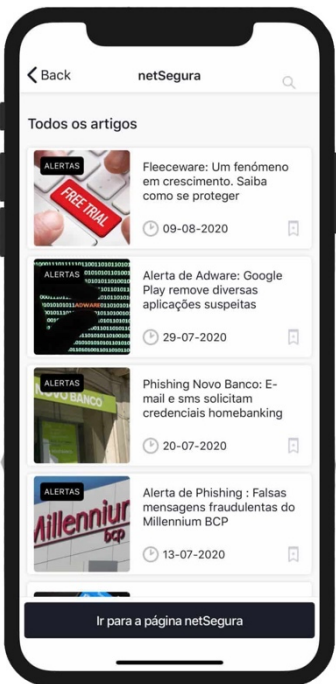 Back
netSegura
Todos os artigos
ALERTAS
FREE TRIAL
Fleeceware: Um fenómeno
em crescimento. Saiba
como se proteger
09-08-2020
ALERTAS
ADWARE
Alerta de Adware: Google
Play remove diversas
aplicações suspeitas
29-07-2020
ALERTAS
NOVO BANCO
Phishing Novo Banco: E-
mail e sms solicitam
credenciais homebanking
20-07-2020
ALERTAS
Millennium
bcp
Alerta de Phishing : Falsas
mensagens fraudulentas do
Millennium BCP
13-07-2020
Ir para a página netSegura